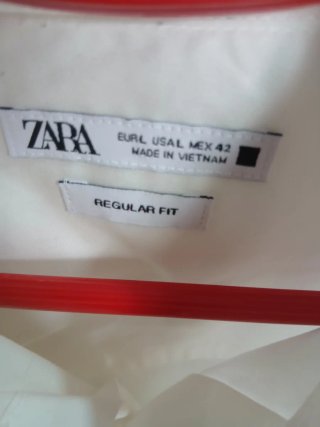 ZARA
EUR L USA L MEX 42
MADE IN VIETNAM
REGULAR FIT